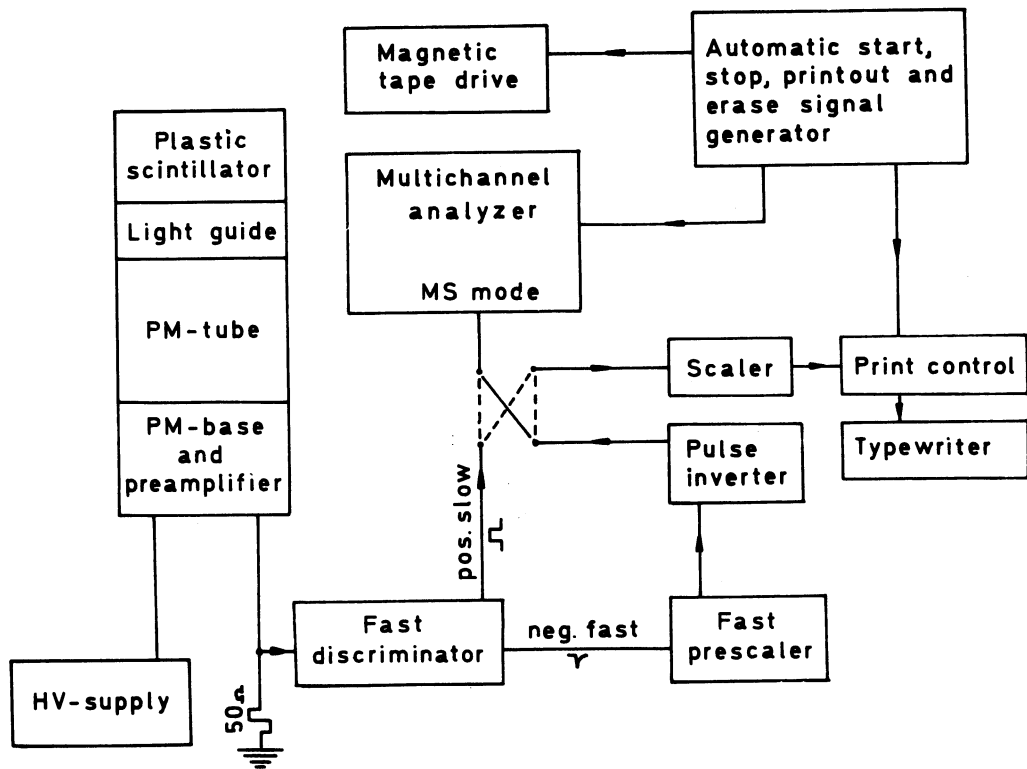 Magnetic
tape drive
Automatic start,
stop, printout and
erase signal
generator
Plastic
scintillator
Light guide
PM-tube
PM-base
and
preamplifier
Multichannel
analyzer
MS mode
Scaler
Print control
Typewriter
Pulse
inverter
pos. slow
Fast
discriminator
neg. fast
Fast
prescaler
HV-supply
50Ω